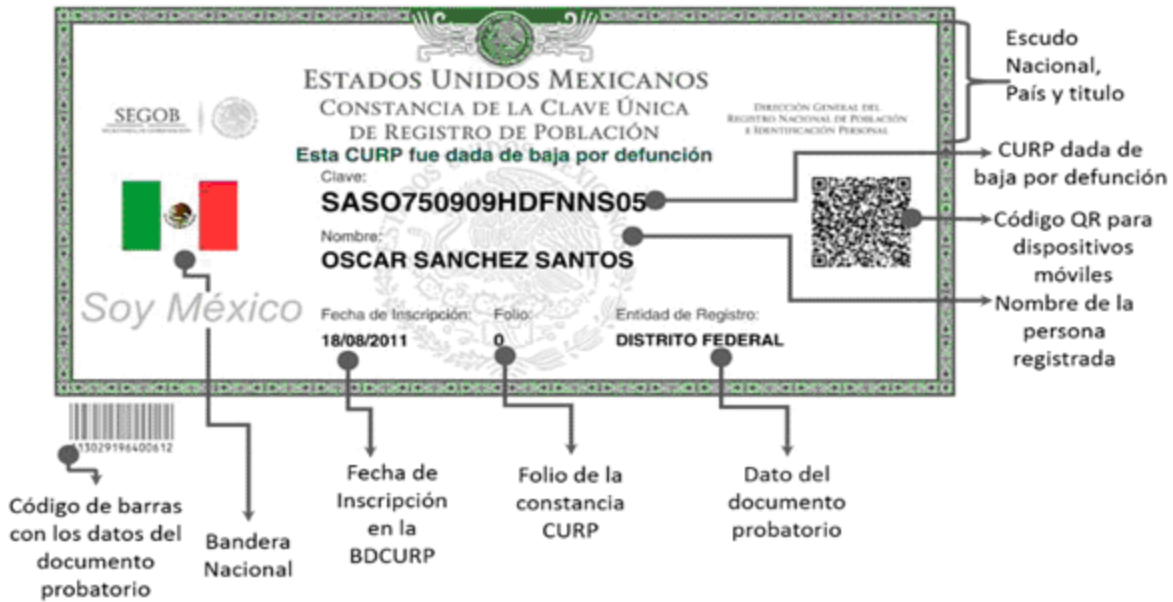 ESTADOS UNIDOS MEXICANOS
CONSTANCIA DE LA CLAVE ÚNICA
DE REGISTRO DE POBLACIÓN
Esta CURP fue dada de baja por defunción
SEGOB
SECRETARÍA DE GOBERNACIÓN
DIRECCIÓN GENERAL DEL
REGISTRO NACIONAL DE POBLACIÓN
E IDENTIFICACIÓN PERSONAL
Clave:
SASO750909HDFNNS05
Nombre:
OSCAR SANCHEZ SANTOS
Soy México
Fecha de Inscripción: Folio: Entidad de Registro:
18/08/2011 0 DISTRITO FEDERAL
Escudo
Nacional,
País y titulo
CURP dada de
baja por defunción
Código QR para
dispositivos
móviles
Nombre de la
persona
registrada
Código de barras
con los datos del
documento
probatorio
Bandera
Nacional
Fecha de
Inscripción
en la
BDCURP
Folio de la
constancia
CURP
Dato del
documento
probatorio